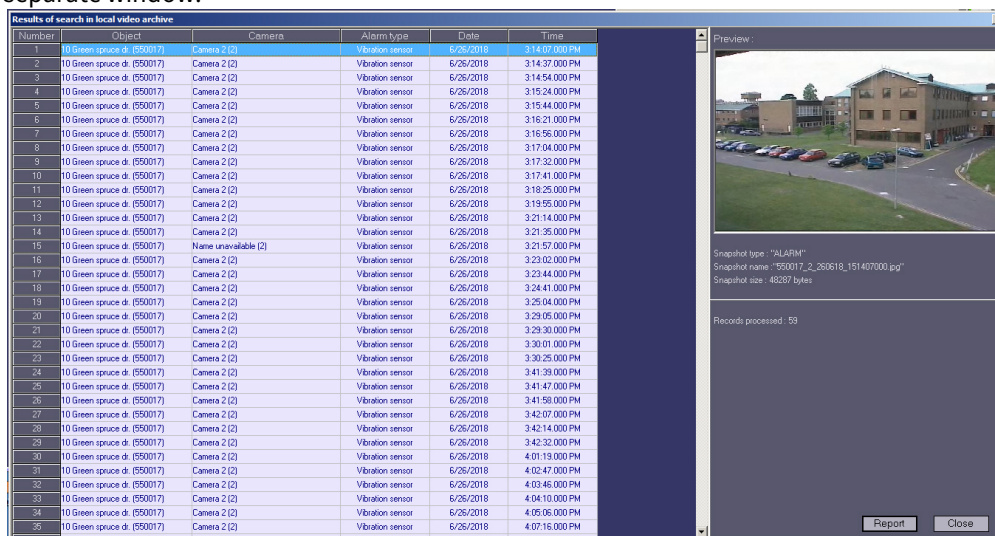 separate window.
Results of search in local video archive
Number Object Camera Alarm type Date Time
1 10 Green spruce dr. (550017) Camera 2 (2) Vibration sensor 6/26/2018 3:14:07.000 PM
2 10 Green spruce dr. (550017) Camera 2 (2) Vibration sensor 6/26/2018 3:14:37.000 PM
3 10 Green spruce dr. (550017) Camera 2 (2) Vibration sensor 6/26/2018 3:14:54.000 PM
4 10 Green spruce dr. (550017) Camera 2 (2) Vibration sensor 6/26/2018 3:15:24.000 PM
5 10 Green spruce dr. (550017) Camera 2 (2) Vibration sensor 6/26/2018 3:15:44.000 PM
6 10 Green spruce dr. (550017) Camera 2 (2) Vibration sensor 6/26/2018 3:16:21.000 PM
7 10 Green spruce dr. (550017) Camera 2 (2) Vibration sensor 6/26/2018 3:16:56.000 PM
8 10 Green spruce dr. (550017) Camera 2 (2) Vibration sensor 6/26/2018 3:17:04.000 PM
9 10 Green spruce dr. (550017) Camera 2 (2) Vibration sensor 6/26/2018 3:17:32.000 PM
10 10 Green spruce dr. (550017) Camera 2 (2) Vibration sensor 6/26/2018 3:17:41.000 PM
11 10 Green spruce dr. (550017) Camera 2 (2) Vibration sensor 6/26/2018 3:18:25.000 PM
12 10 Green spruce dr. (550017) Camera 2 (2) Vibration sensor 6/26/2018 3:19:55.000 PM
13 10 Green spruce dr. (550017) Camera 2 (2) Vibration sensor 6/26/2018 3:21:14.000 PM
14 10 Green spruce dr. (550017) Camera 2 (2) Vibration sensor 6/26/2018 3:21:35.000 PM
15 10 Green spruce dr. (550017) Name unavailable (2) Vibration sensor 6/26/2018 3:21:57.000 PM
16 10 Green spruce dr. (550017) Camera 2 (2) Vibration sensor 6/26/2018 3:23:02.000 PM
17 10 Green spruce dr. (550017) Camera 2 (2) Vibration sensor 6/26/2018 3:23:44.000 PM
18 10 Green spruce dr. (550017) Camera 2 (2) Vibration sensor 6/26/2018 3:24:41.000 PM
19 10 Green spruce dr. (550017) Camera 2 (2) Vibration sensor 6/26/2018 3:25:04.000 PM
20 10 Green spruce dr. (550017) Camera 2 (2) Vibration sensor 6/26/2018 3:29:05.000 PM
21 10 Green spruce dr. (550017) Camera 2 (2) Vibration sensor 6/26/2018 3:29:30.000 PM
22 10 Green spruce dr. (550017) Camera 2 (2) Vibration sensor 6/26/2018 3:30:01.000 PM
23 10 Green spruce dr. (550017) Camera 2 (2) Vibration sensor 6/26/2018 3:30:25.000 PM
24 10 Green spruce dr. (550017) Camera 2 (2) Vibration sensor 6/26/2018 3:41:39.000 PM
25 10 Green spruce dr. (550017) Camera 2 (2) Vibration sensor 6/26/2018 3:41:47.000 PM
26 10 Green spruce dr. (550017) Camera 2 (2) Vibration sensor 6/26/2018 3:41:58.000 PM
27 10 Green spruce dr. (550017) Camera 2 (2) Vibration sensor 6/26/2018 3:42:07.000 PM
28 10 Green spruce dr. (550017) Camera 2 (2) Vibration sensor 6/26/2018 3:42:14.000 PM
29 10 Green spruce dr. (550017) Camera 2 (2) Vibration sensor 6/26/2018 3:42:32.000 PM
30 10 Green spruce dr. (550017) Camera 2 (2) Vibration sensor 6/26/2018 4:01:19.000 PM
31 10 Green spruce dr. (550017) Camera 2 (2) Vibration sensor 6/26/2018 4:02:47.000 PM
32 10 Green spruce dr. (550017) Camera 2 (2) Vibration sensor 6/26/2018 4:03:46.000 PM
33 10 Green spruce dr. (550017) Camera 2 (2) Vibration sensor 6/26/2018 4:04:10.000 PM
34 10 Green spruce dr. (550017) Camera 2 (2) Vibration sensor 6/26/2018 4:05:06.000 PM
35 10 Green spruce dr. (550017) Camera 2 (2) Vibration sensor 6/26/2018 4:07:16.000 PM
Preview :
Snapshot type : "ALARM"
Snapshot name :"550017_2_260618_151407000.jpg"
Snapshot size : 48287 bytes
Records processed : 59
Report Close